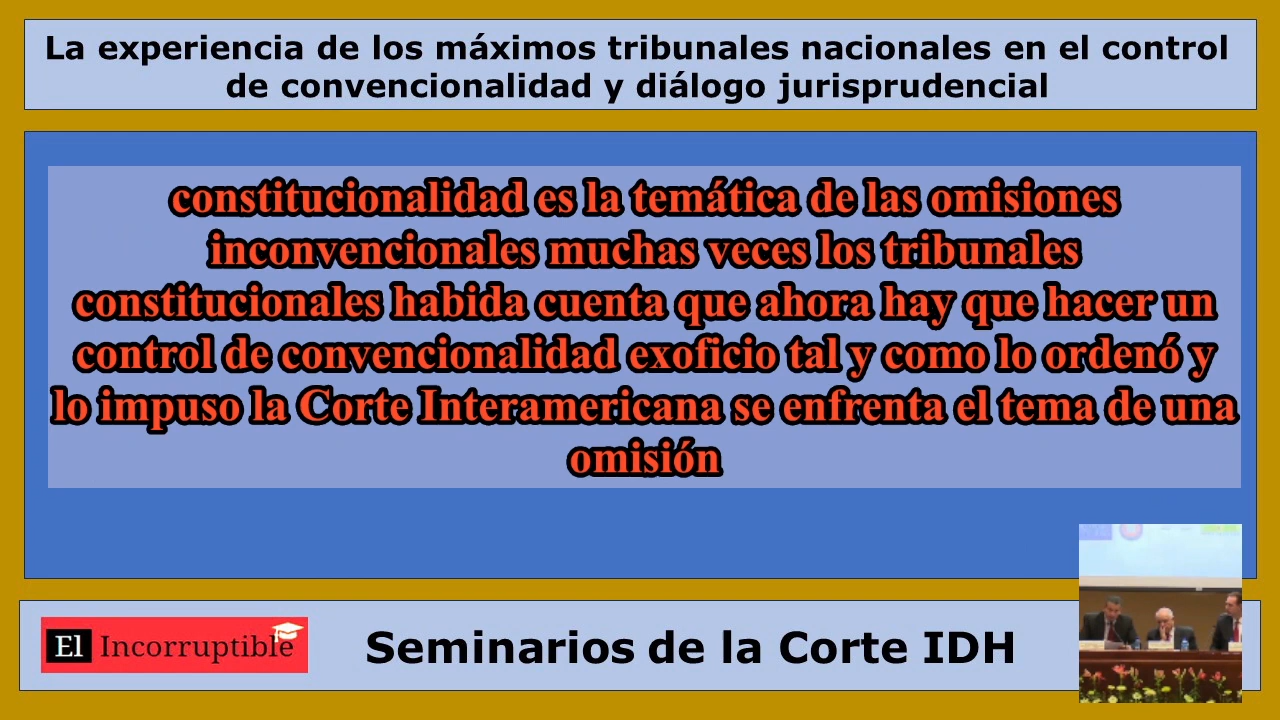 La experiencia de los máximos tribunales nacionales en el control
de convencionalidad y diálogo jurisprudencial
constitucionalidad es la temática de las omisiones
inconvencionales muchas veces los tribunales
constitucionales habida cuenta que ahora hay que hacer un
control de convencionalidad exoficio tal y como lo ordenó y
lo impuso la Corte Interamericana se enfrenta el tema de una
omisión
El Incorruptible
Seminarios de la Corte IDH